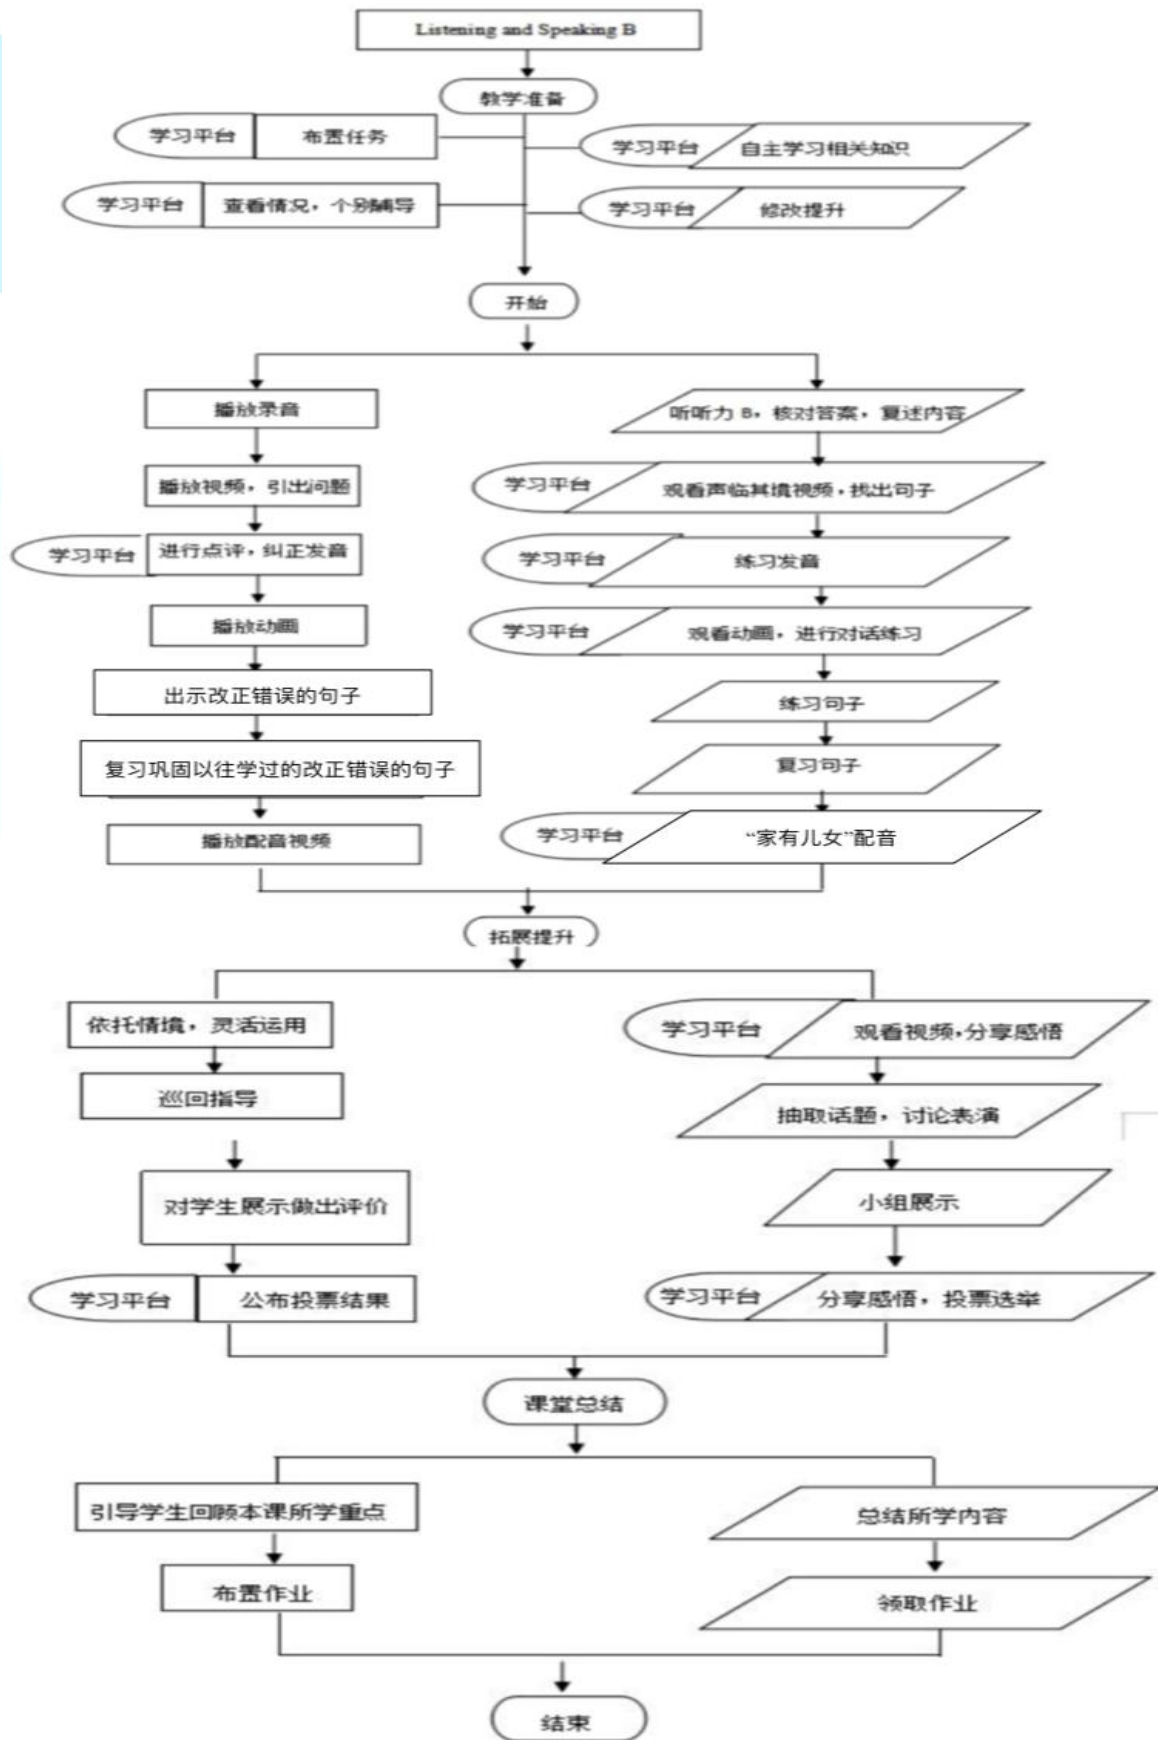 Listening and Speaking B
教学准备
学习平台 布置任务
学习平台 自主学习相关知识
学习平台 查看情况，个别辅导
学习平台 修改提升
开始
播放录音
听听力 B，核对答案，复述内容
播放视频，引出问题
学习平台 观看声临其境视频，找出句子
学习平台 进行点评，纠正发音
学习平台 练习发音
播放动画
学习平台 观看动画，进行对话练习
出示改正错误的句子
练习句子
复习巩固以往学过的改正错误的句子
复习句子
播放配音视频
学习平台 “家有儿女”配音
拓展提升
依托情境，灵活运用
学习平台 观看视频，分享感悟
巡回指导
抽取话题，讨论表演
对学生展示做出评价
小组展示
学习平台 公布投票结果
学习平台 分享感悟，投票选举
课堂总结
引导学生回顾本课所学重点
总结所学内容
布置作业
领取作业
结束